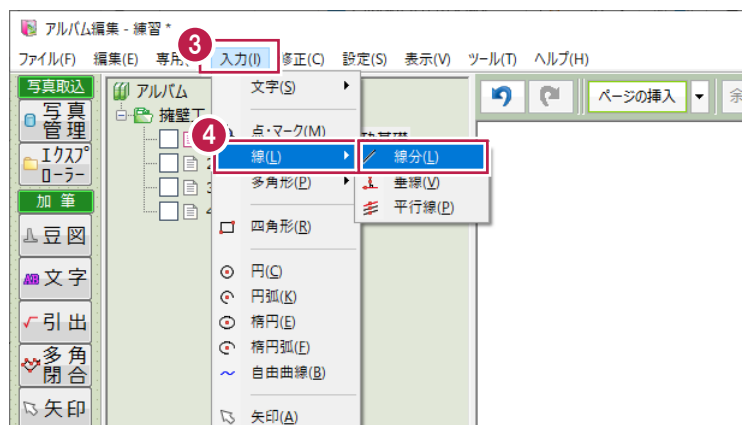 アルバム編集 - 練習 *
3
ファイル(F) 編集(E) 入力(I) 修正(C) 設定(S) 表示(V) ツール(T) ヘルプ(H)
写真取込
写真
管理
エクスプ
ローラー
加 筆
豆図
文字
引出
多角
閉合
矢印
アルバム
擁壁工
4
文字(S)
点・マーク(M)
線(L)
多角形(P)
四角形(R)
円(C)
円弧(K)
楕円(E)
楕円弧(F)
自由曲線(B)
矢印(A)
線分(L)
垂線(V)
平行線(P)
ページの挿入